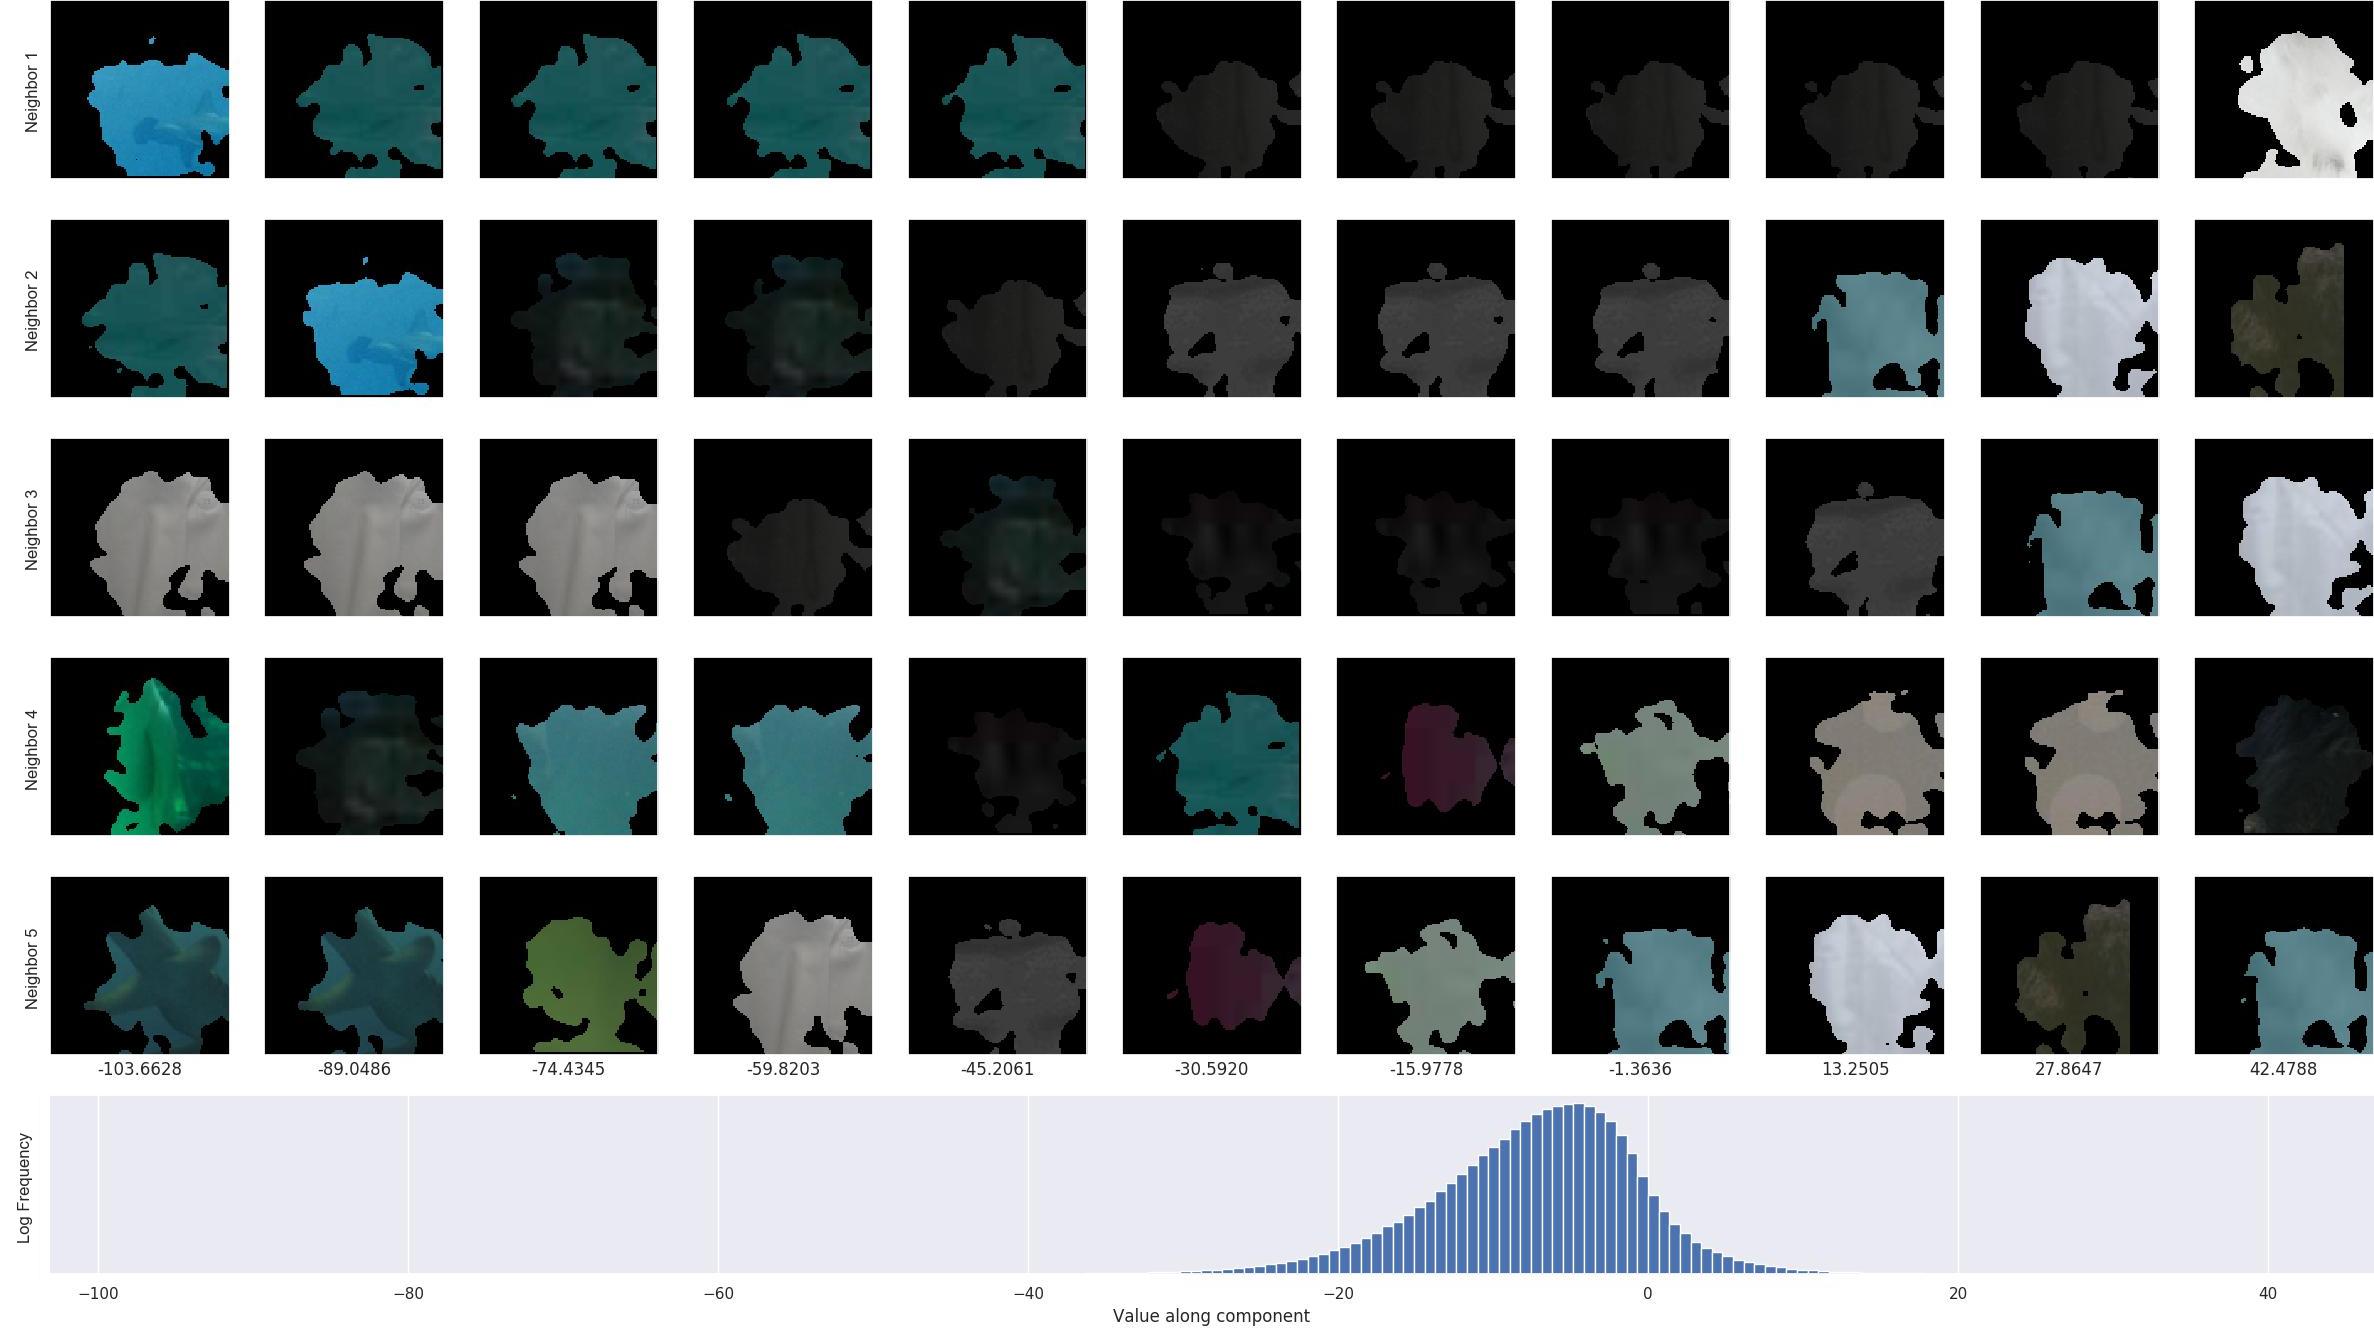 Neighbor 1
Neighbor 2
Neighbor 3
Neighbor 4
Neighbor 5
-103.6628 -89.0486 -74.4345 -59.8203 -45.2061 -30.5920 -15.9778 -1.3636 13.2505 27.8647 42.4788
Log Frequency
−100 −80 −60 −40 −20 0 20 40
Value along component